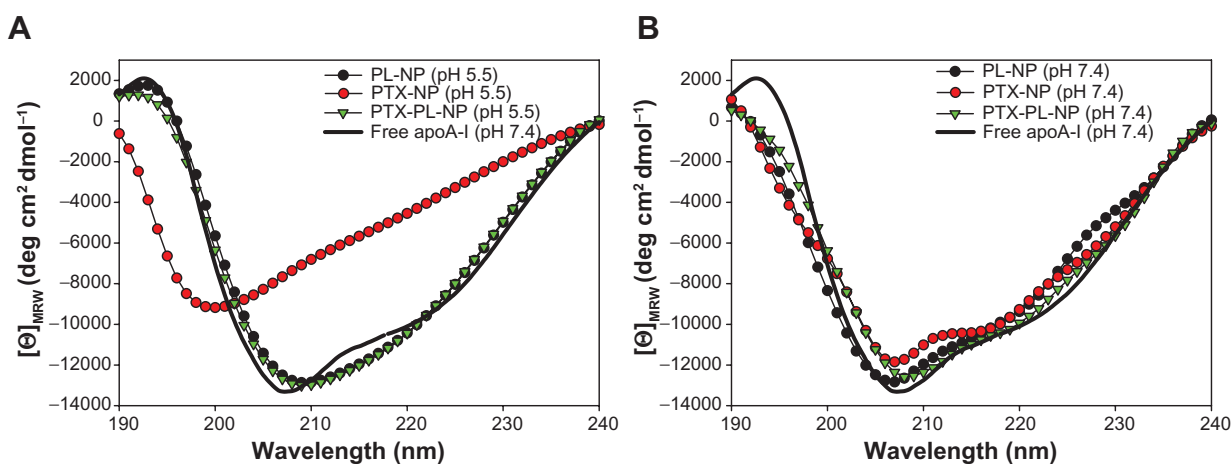 A
[Θ]MRW (deg cm² dmol⁻¹)
2000
0
−2000
−4000
−6000
−8000
−10000
−12000
−14000
PL-NP (pH 5.5)
PTX-NP (pH 5.5)
PTX-PL-NP (pH 5.5)
Free apoA-I (pH 7.4)
190
200
210
220
230
240
Wavelength (nm)
B
[Θ]MRW (deg cm² dmol⁻¹)
2000
0
−2000
−4000
−6000
−8000
−10000
−12000
−14000
PL-NP (pH 7.4)
PTX-NP (pH 7.4)
PTX-PL-NP (pH 7.4)
Free apoA-I (pH 7.4)
190
200
210
220
230
240
Wavelength (nm)